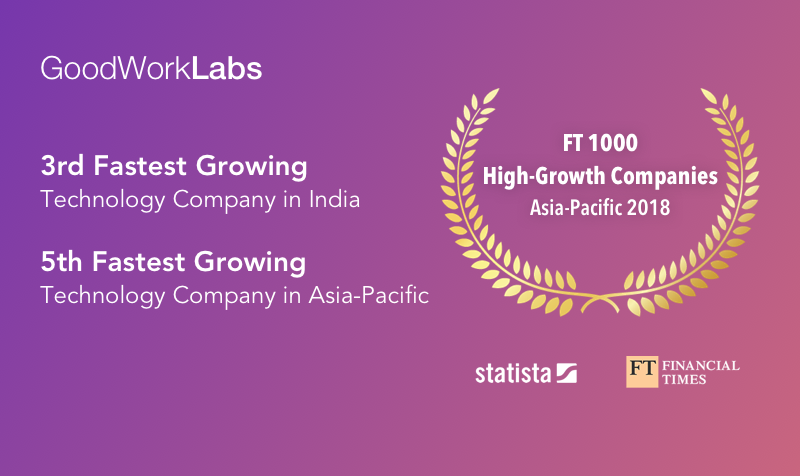 GoodWorkLabs
3rd Fastest Growing
Technology Company in India
5th Fastest Growing
Technology Company in Asia-Pacific
FT 1000
High-Growth Companies
Asia-Pacific 2018
statista
FT FINANCIAL
TIMES